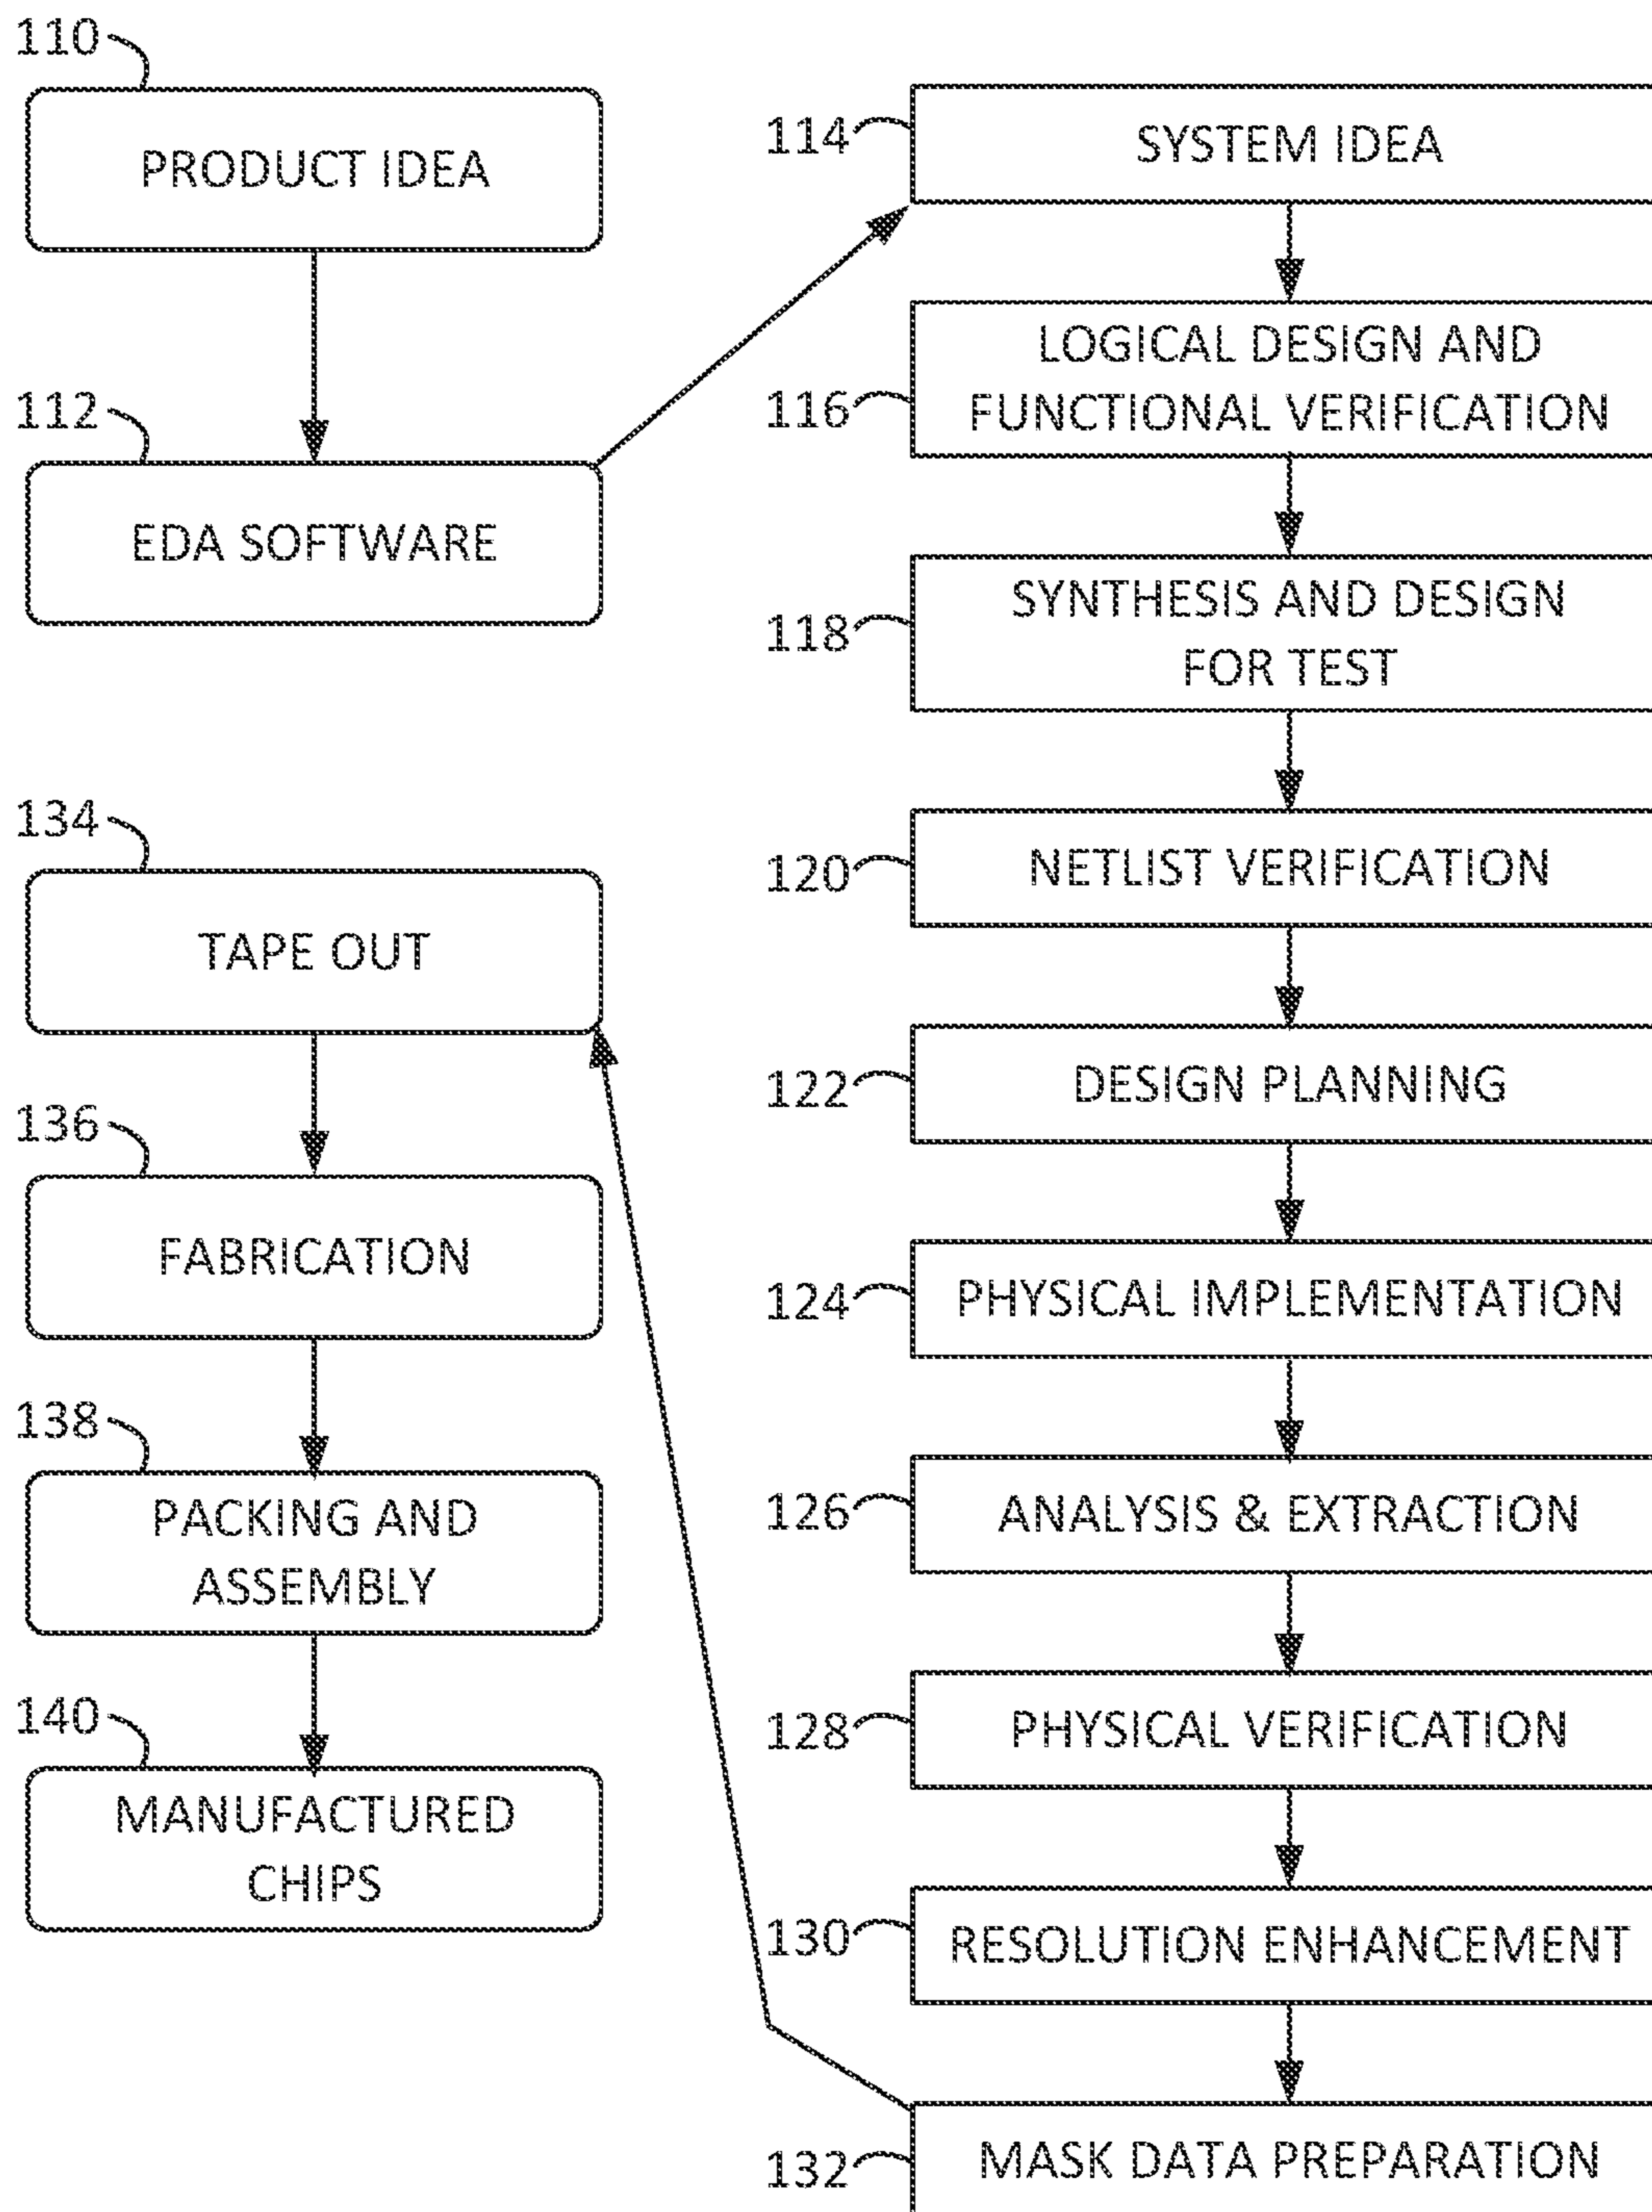 110
PRODUCT IDEA
112
EDA SOFTWARE
114
SYSTEM IDEA
116
LOGICAL DESIGN AND
FUNCTIONAL VERIFICATION
118
SYNTHESIS AND DESIGN
FOR TEST
120
NETLIST VERIFICATION
122
DESIGN PLANNING
124
PHYSICAL IMPLEMENTATION
126
ANALYSIS & EXTRACTION
128
PHYSICAL VERIFICATION
130
RESOLUTION ENHANCEMENT
132
MASK DATA PREPARATION
134
TAPE OUT
136
FABRICATION
138
PACKING AND
ASSEMBLY
140
MANUFACTURED
CHIPS